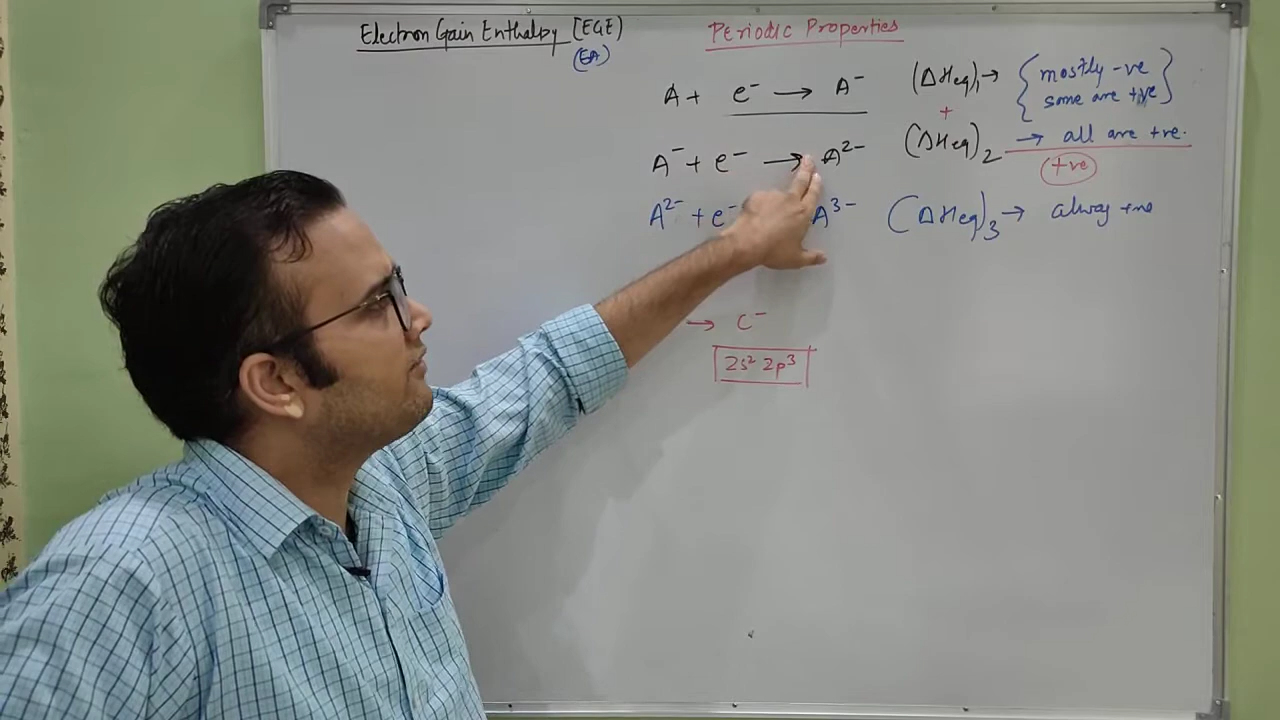 Electron Gain Enthalpy (EGE)
(EA)
Periodic Properties
A + e⁻ → A⁻ (ΔHeg)₁ → { mostly -ve
some are +ve }
+
A⁻ + e⁻ → A²⁻ (ΔHeg)₂ → all are +ve.
+ve
A²⁻ + e⁻ A³⁻ (ΔHeg)₃ → alway +ve
→ C⁻
2s² 2p³